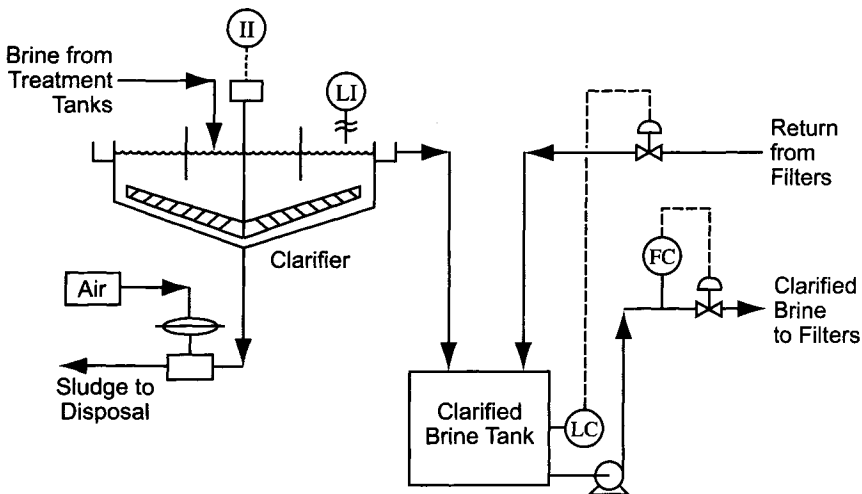 II
Brine from
Treatment
Tanks
LI
Return
from
Filters
Clarifier
FC
Air
Clarified
Brine
to Filters
Sludge to
Disposal
Clarified
Brine Tank
LC